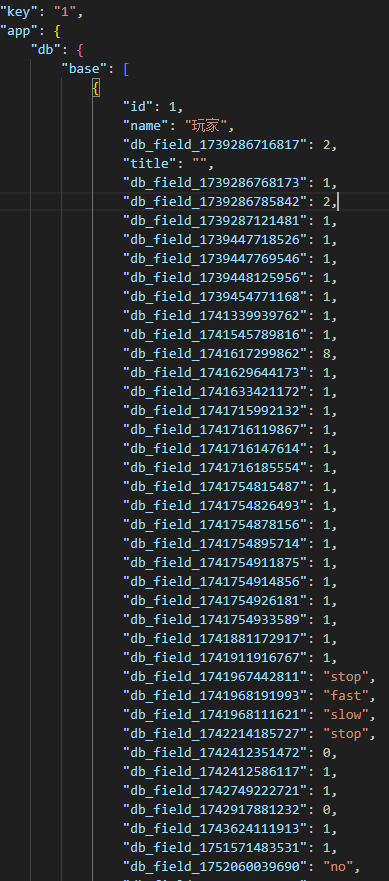 "key": "1",
"app": {
"db": {
"base": [
{
"id": 1,
"name": "玩家",
"db_field_1739286716817": 2,
"title": "",
"db_field_1739286768173": 1,
"db_field_1739286785842": 2,
"db_field_1739287121481": 1,
"db_field_1739447718526": 1,
"db_field_1739447769546": 1,
"db_field_1739448125956": 1,
"db_field_1739454771168": 1,
"db_field_1741339939762": 1,
"db_field_1741545789816": 1,
"db_field_1741617299862": 8,
"db_field_1741629644173": 1,
"db_field_1741633421172": 1,
"db_field_1741715992132": 1,
"db_field_1741716119867": 1,
"db_field_1741716147614": 1,
"db_field_1741716185554": 1,
"db_field_1741754815487": 1,
"db_field_1741754826493": 1,
"db_field_1741754878156": 1,
"db_field_1741754895714": 1,
"db_field_1741754911875": 1,
"db_field_1741754914856": 1,
"db_field_1741754926181": 1,
"db_field_1741754933589": 1,
"db_field_1741881172917": 1,
"db_field_1741911916767": 1,
"db_field_1741967442811": "stop",
"db_field_1741968191993": "fast",
"db_field_1741968111621": "slow",
"db_field_1742214185727": "stop",
"db_field_1742412351472": 0,
"db_field_1742412586117": 1,
"db_field_1742749222721": 1,
"db_field_1742917881232": 0,
"db_field_1743624111913": 1,
"db_field_1751571483531": 1,
"db_field_1752060039690": "no",